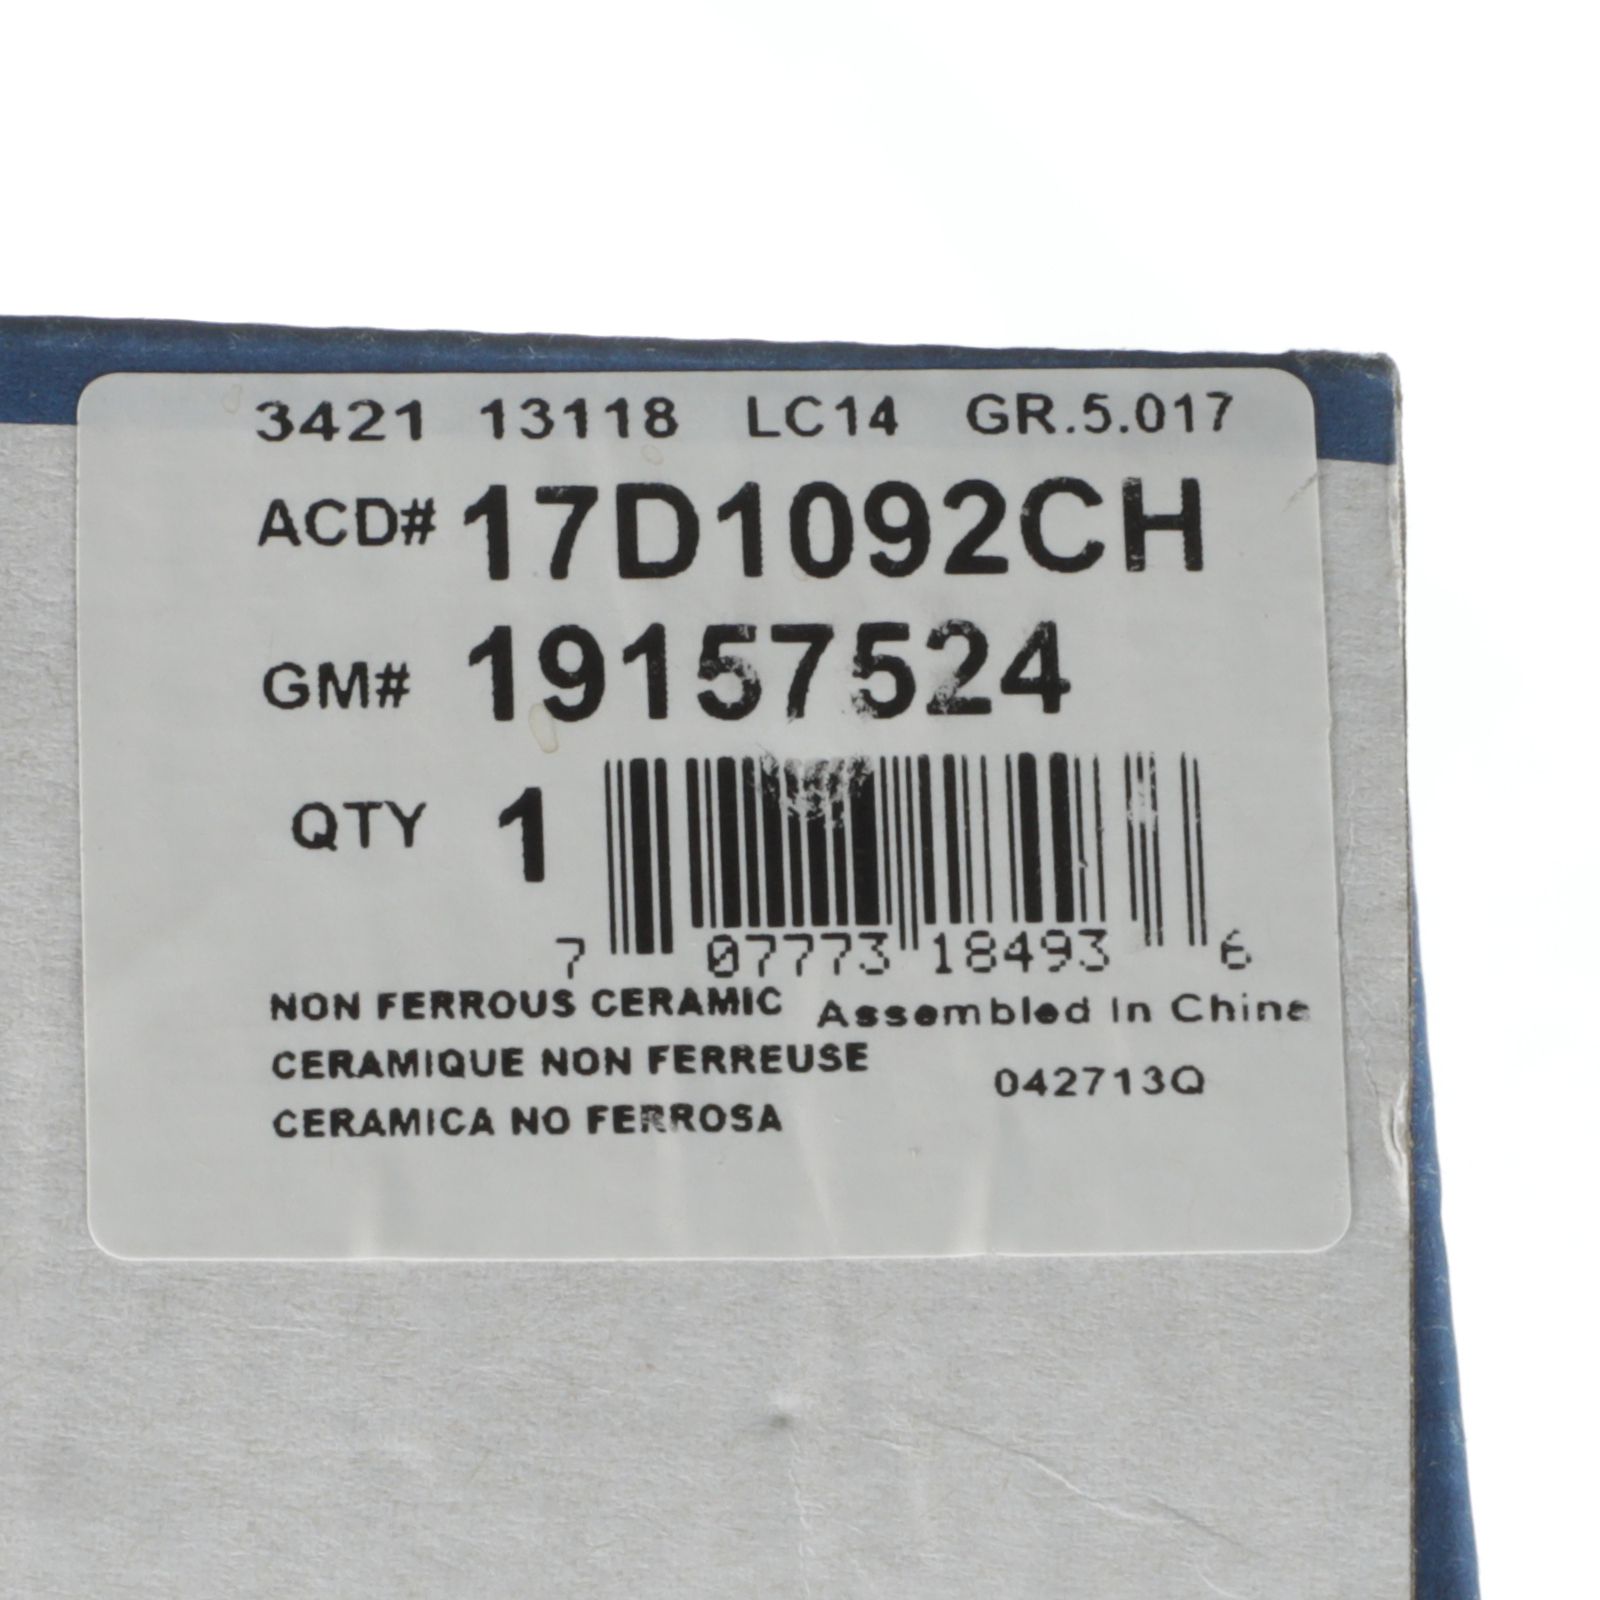 3421 13118 LC14 GR.5.017
ACD# 17D1092CH
GM# 19157524
QTY 1
7 07773 18493 6
NON FERROUS CERAMIC Assembled In China
CERAMIQUE NON FERREUSE
042713Q
CERAMICA NO FERROSA